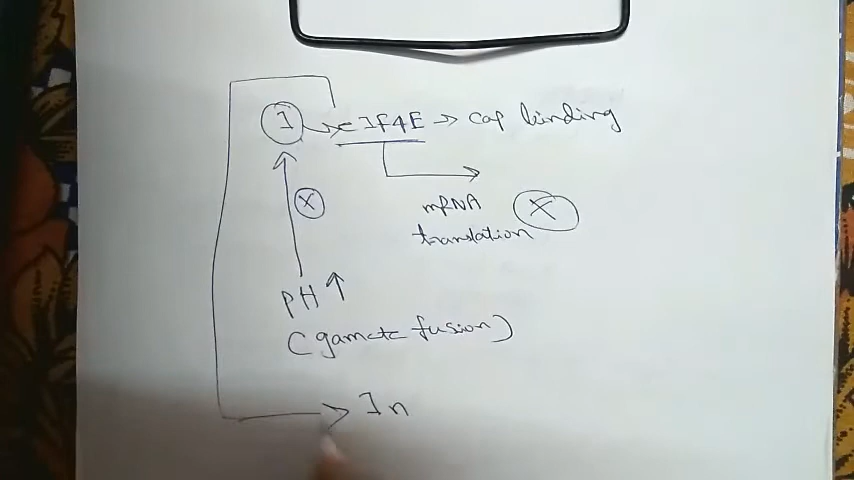 I → eIF4E → cap binding
X
mRNA X
translation
PH ↑
(gamete fusion)
→ In